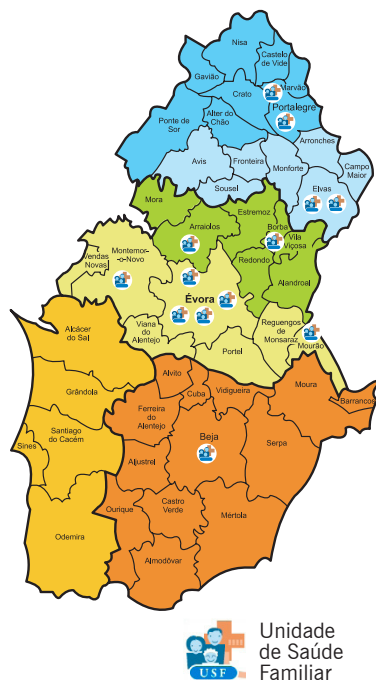 Nisa
Castelo
de Vide
Gavião
Crato
Marvão
Portalegre
Alter do
Chão
Ponte de
Sor
Arronches
Avis
Fronteira
Monforte
Campo
Maior
Sousel
Elvas
Mora
Estremoz
Arraiolos
Borba
Vila
Viçosa
Montemor-
o-Novo
Vendas
Novas
Redondo
Alandroal
Évora
Viana do
Alentejo
Reguengos
de Monsaraz
Mourão
Portel
Alcácer
do Sal
Alvito
Cuba
Vidigueira
Moura
Barrancos
Grândola
Ferreira
do
Alentejo
Santiago
do Cacém
Sines
Beja
Serpa
Aljustrel
Ourique
Castro
Verde
Mértola
Odemira
Almodôvar
USF
Unidade
de Saúde
Familiar